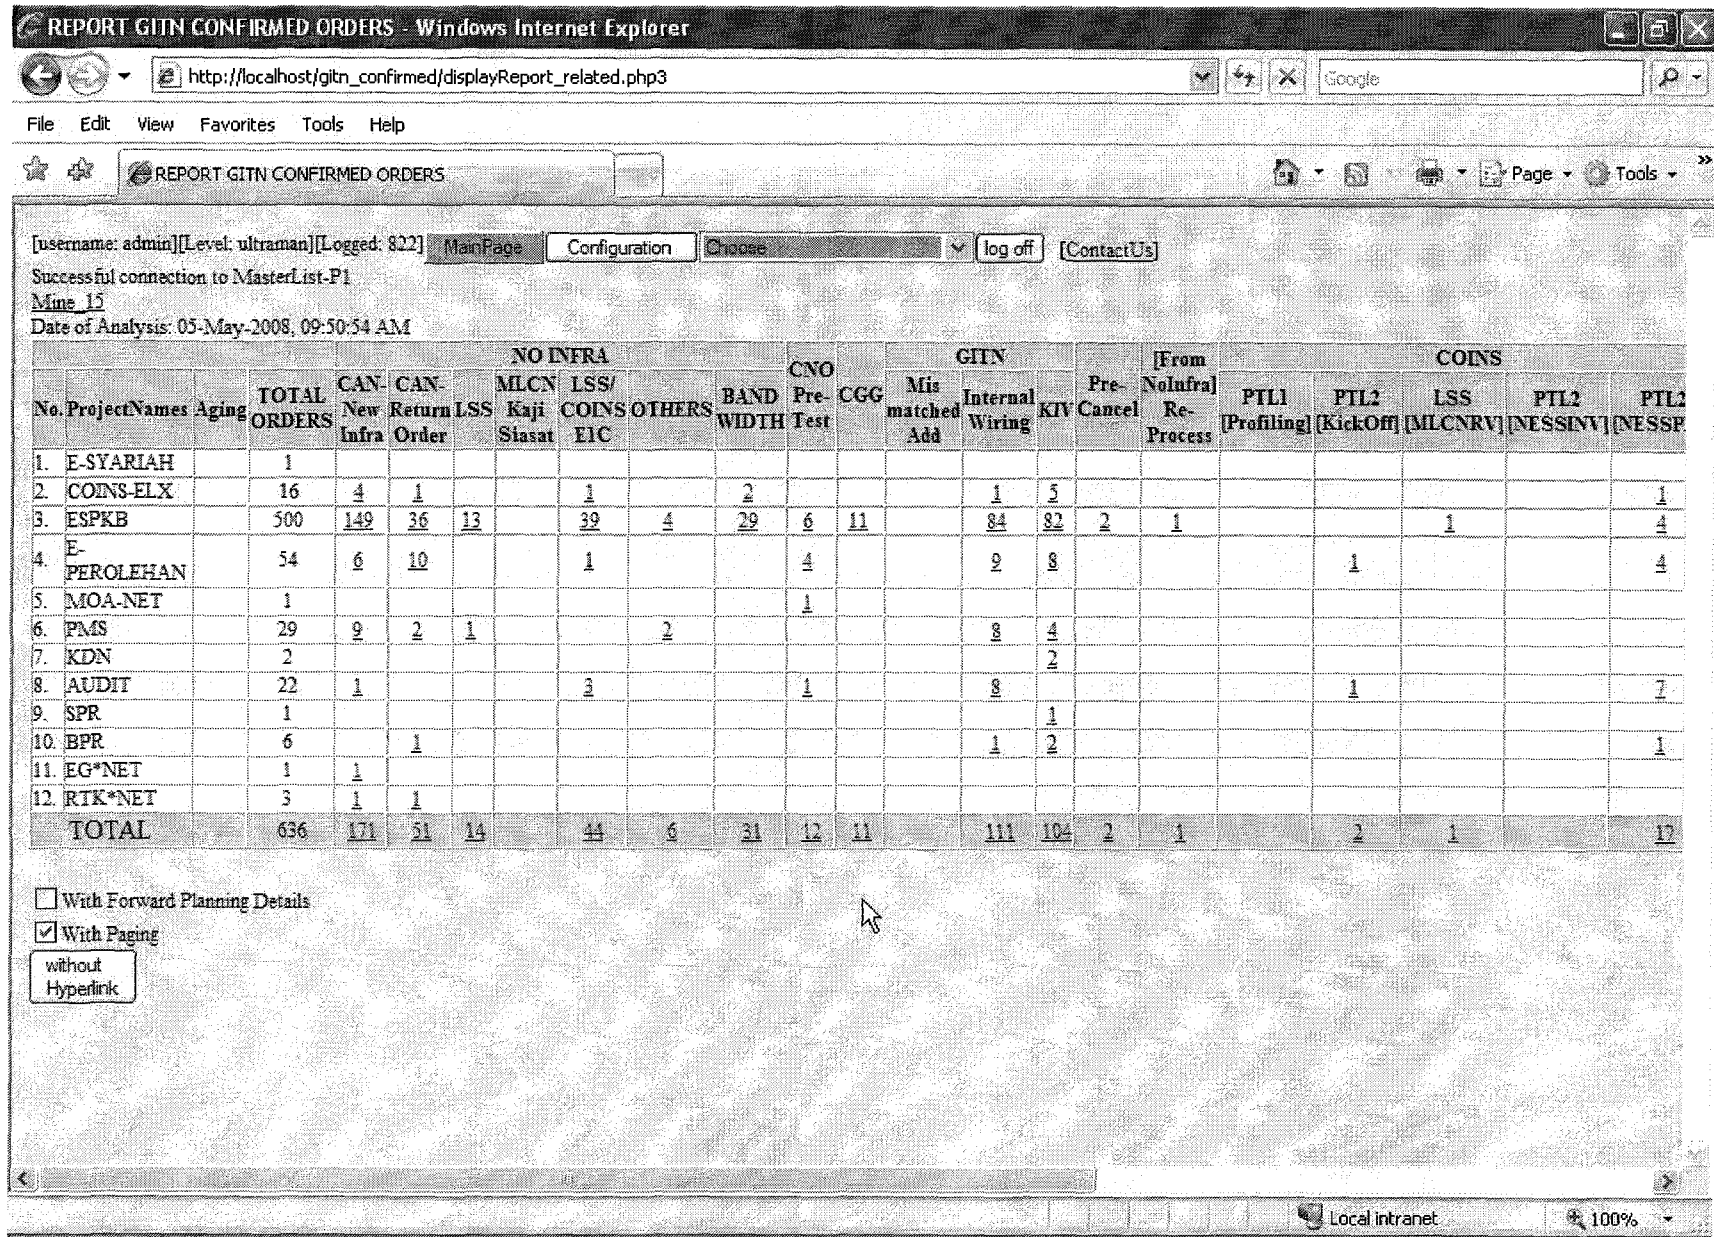 REPORT GITN CONFIRMED ORDERS - Windows Internet Explorer
http://localhost/gitn_confirmed/displayReport_related.php3
Google
File Edit View Favorites Tools Help
REPORT GITN CONFIRMED ORDERS
Page Tools
[username: admin][Level: ultraman][Logged: 822] MainPage Configuration Choose log off [ContactUs]
Successful connection to MasterList-P1
Mine_15
Date of Analysis: 05-May-2008, 09:50:54 AM
NO INFRA GITN COINS
No. ProjectNames Aging TOTAL ORDERS CAN-New Infra CAN-Return Order LSS MLCN Kaji Siasat LSS/ COINS E1C OTHERS BAND WIDTH CNO Pre-Test CGG Mis matched Add Internal Wiring KIV Pre-Cancel [From NoInfra] Re-Process PTL1 [Profiling] PTL2 [KickOff] LSS [MLCNRV] PTL2 [NESSINV] PTL2 [NESSP
1. E-SYARIAH 1
2. COINS-ELX 16 4 1 1 2 1 5 1
3. ESPKB 500 149 36 13 39 4 29 6 11 84 82 2 1 1 4
4. E-PEROLEHAN 54 6 10 1 4 9 8 1 4
5. MOA-NET 1 1
6. PMS 29 9 2 1 2 8 4
7. KDN 2 2
8. AUDIT 22 1 3 1 8 1 7
9. SPR 1 1
10. BPR 6 1 1 2 1
11. EG*NET 1 1
12. RTK*NET 3 1 1
TOTAL 636 171 51 14 44 6 31 12 11 111 104 2 1 2 1 17
With Forward Planning Details
With Paging
without
Hyperlink
Local intranet 100%